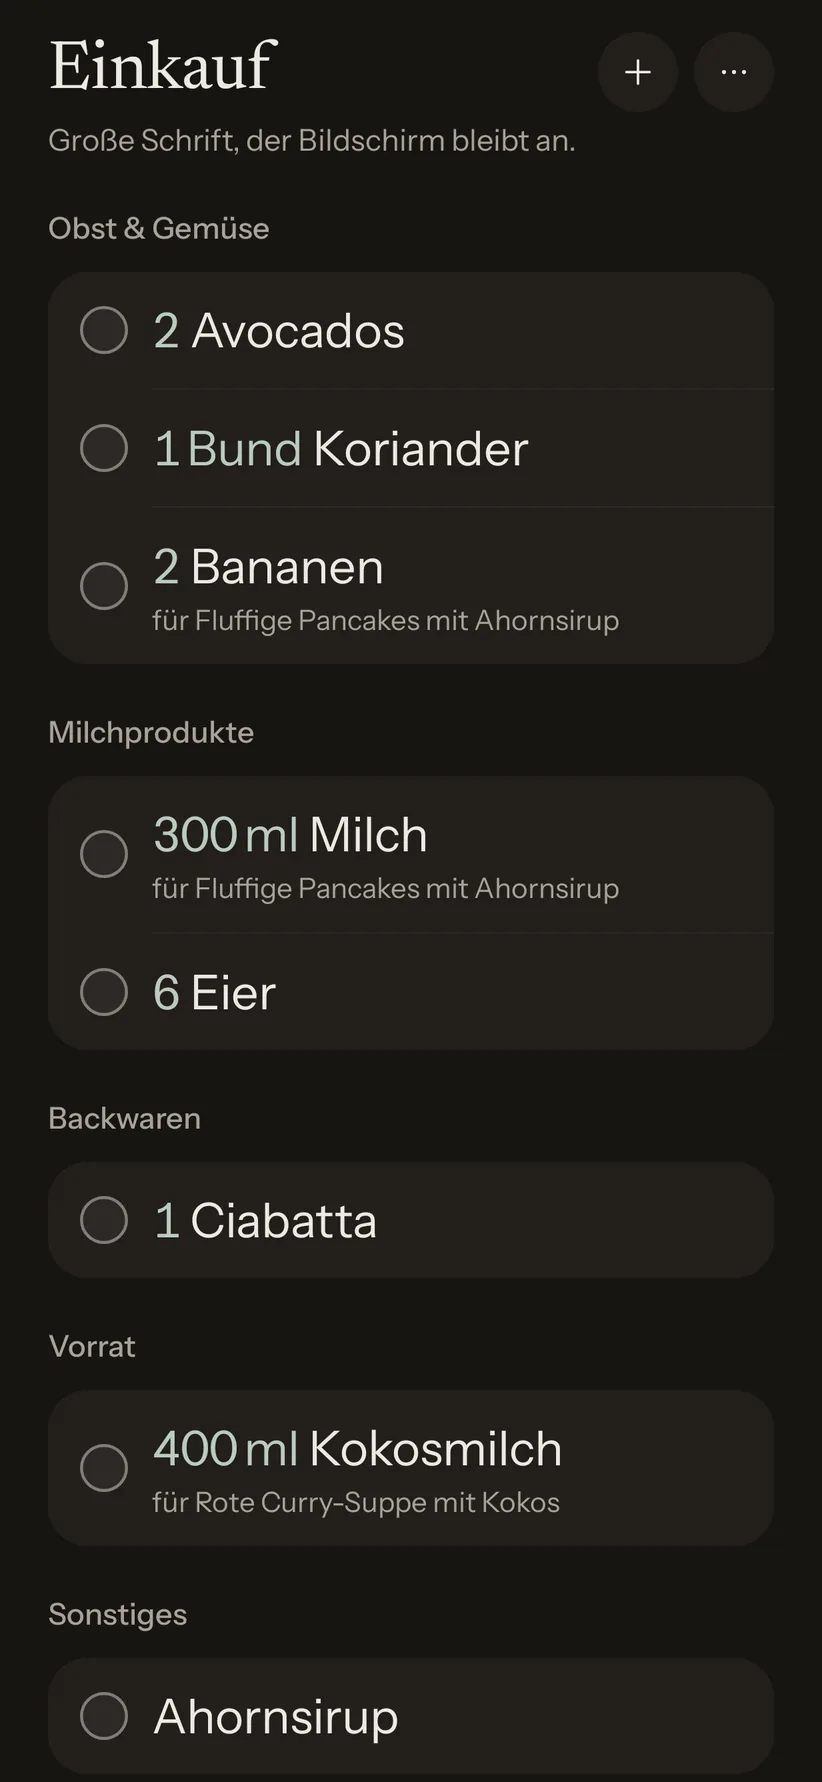 Einkauf
Große Schrift, der Bildschirm bleibt an.
Obst & Gemüse
2 Avocados
1 Bund Koriander
2 Bananen
für Fluffige Pancakes mit Ahornsirup
Milchprodukte
300 ml Milch
für Fluffige Pancakes mit Ahornsirup
6 Eier
Backwaren
1 Ciabatta
Vorrat
400 ml Kokosmilch
für Rote Curry-Suppe mit Kokos
Sonstiges
Ahornsirup